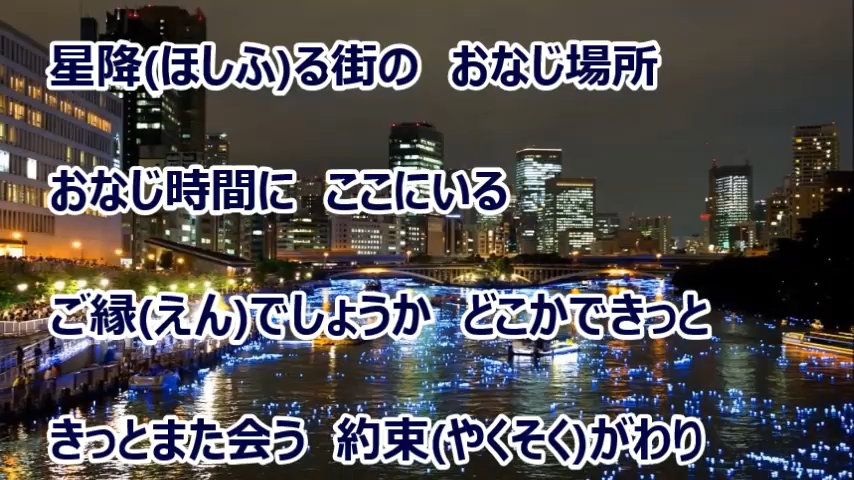 星降(ほしふ)る街の　おなじ場所
おなじ時間に　ここにいる
ご縁(えん)でしょうか　どこかできっと
きっとまた会う　約束(やくそく)がわり